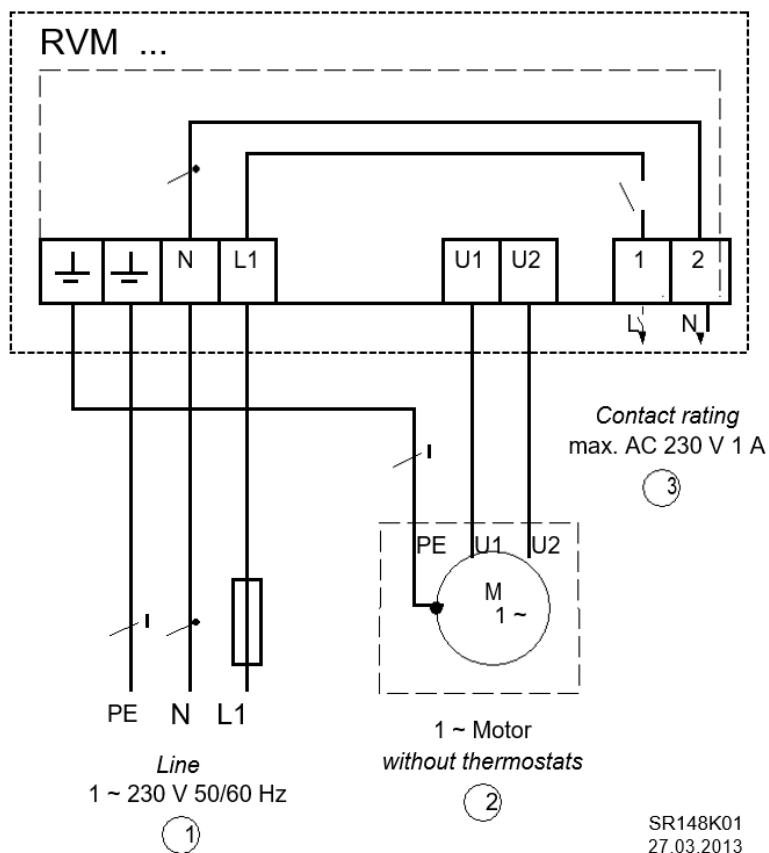 RVM ...
N L1 U1 U2 1 2
L N
Contact rating
max. AC 230 V 1 A
3
PE U1 U2
M
1 ~
PE N L1
1 ~ Motor
without thermostats
2
Line
1 ~ 230 V 50/60 Hz
1
SR148K01
27.03.2013